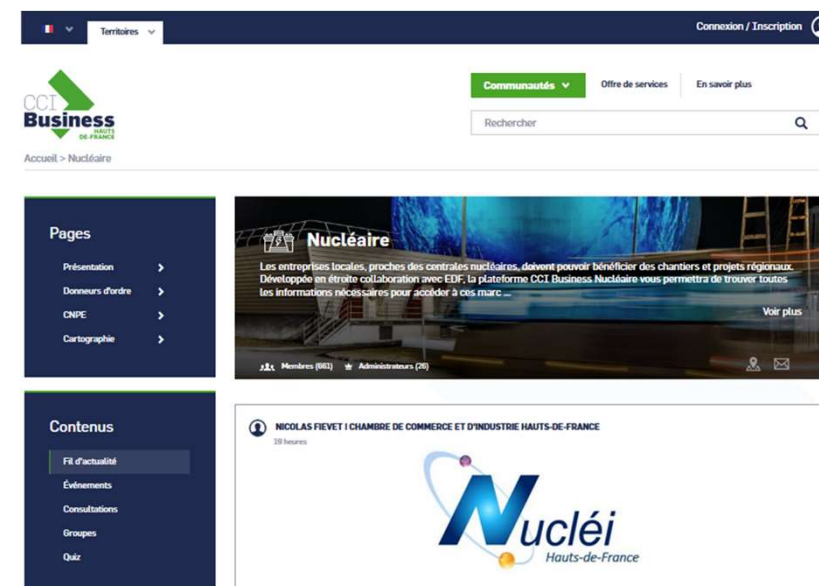 Territoires
Connexion / Inscription
CCI
Business
HAUTS
DE-FRANCE
Communautés
Offre de services
En savoir plus
Rechercher
Accueil > Nucléaire
Pages
Présentation
Donneurs d'ordre
CNPE
Cartographie
Nucléaire
Les entreprises locales, proches des centrales nucléaires, doivent pouvoir bénéficier des chantiers et projets régionaux.
Développée en étroite collaboration avec EDF, la plateforme CCI Business Nucléaire vous permettra de trouver toutes
les informations nécessaires pour accéder à ces marc ...
Voir plus
Membres (661) Administrateurs (26)
Contenus
Fil d'actualité
Événements
Consultations
Groupes
Quiz
NICOLAS FIEVET I CHAMBRE DE COMMERCE ET D'INDUSTRIE HAUTS-DE-FRANCE
19 heures
Nucléi
Hauts-de-France